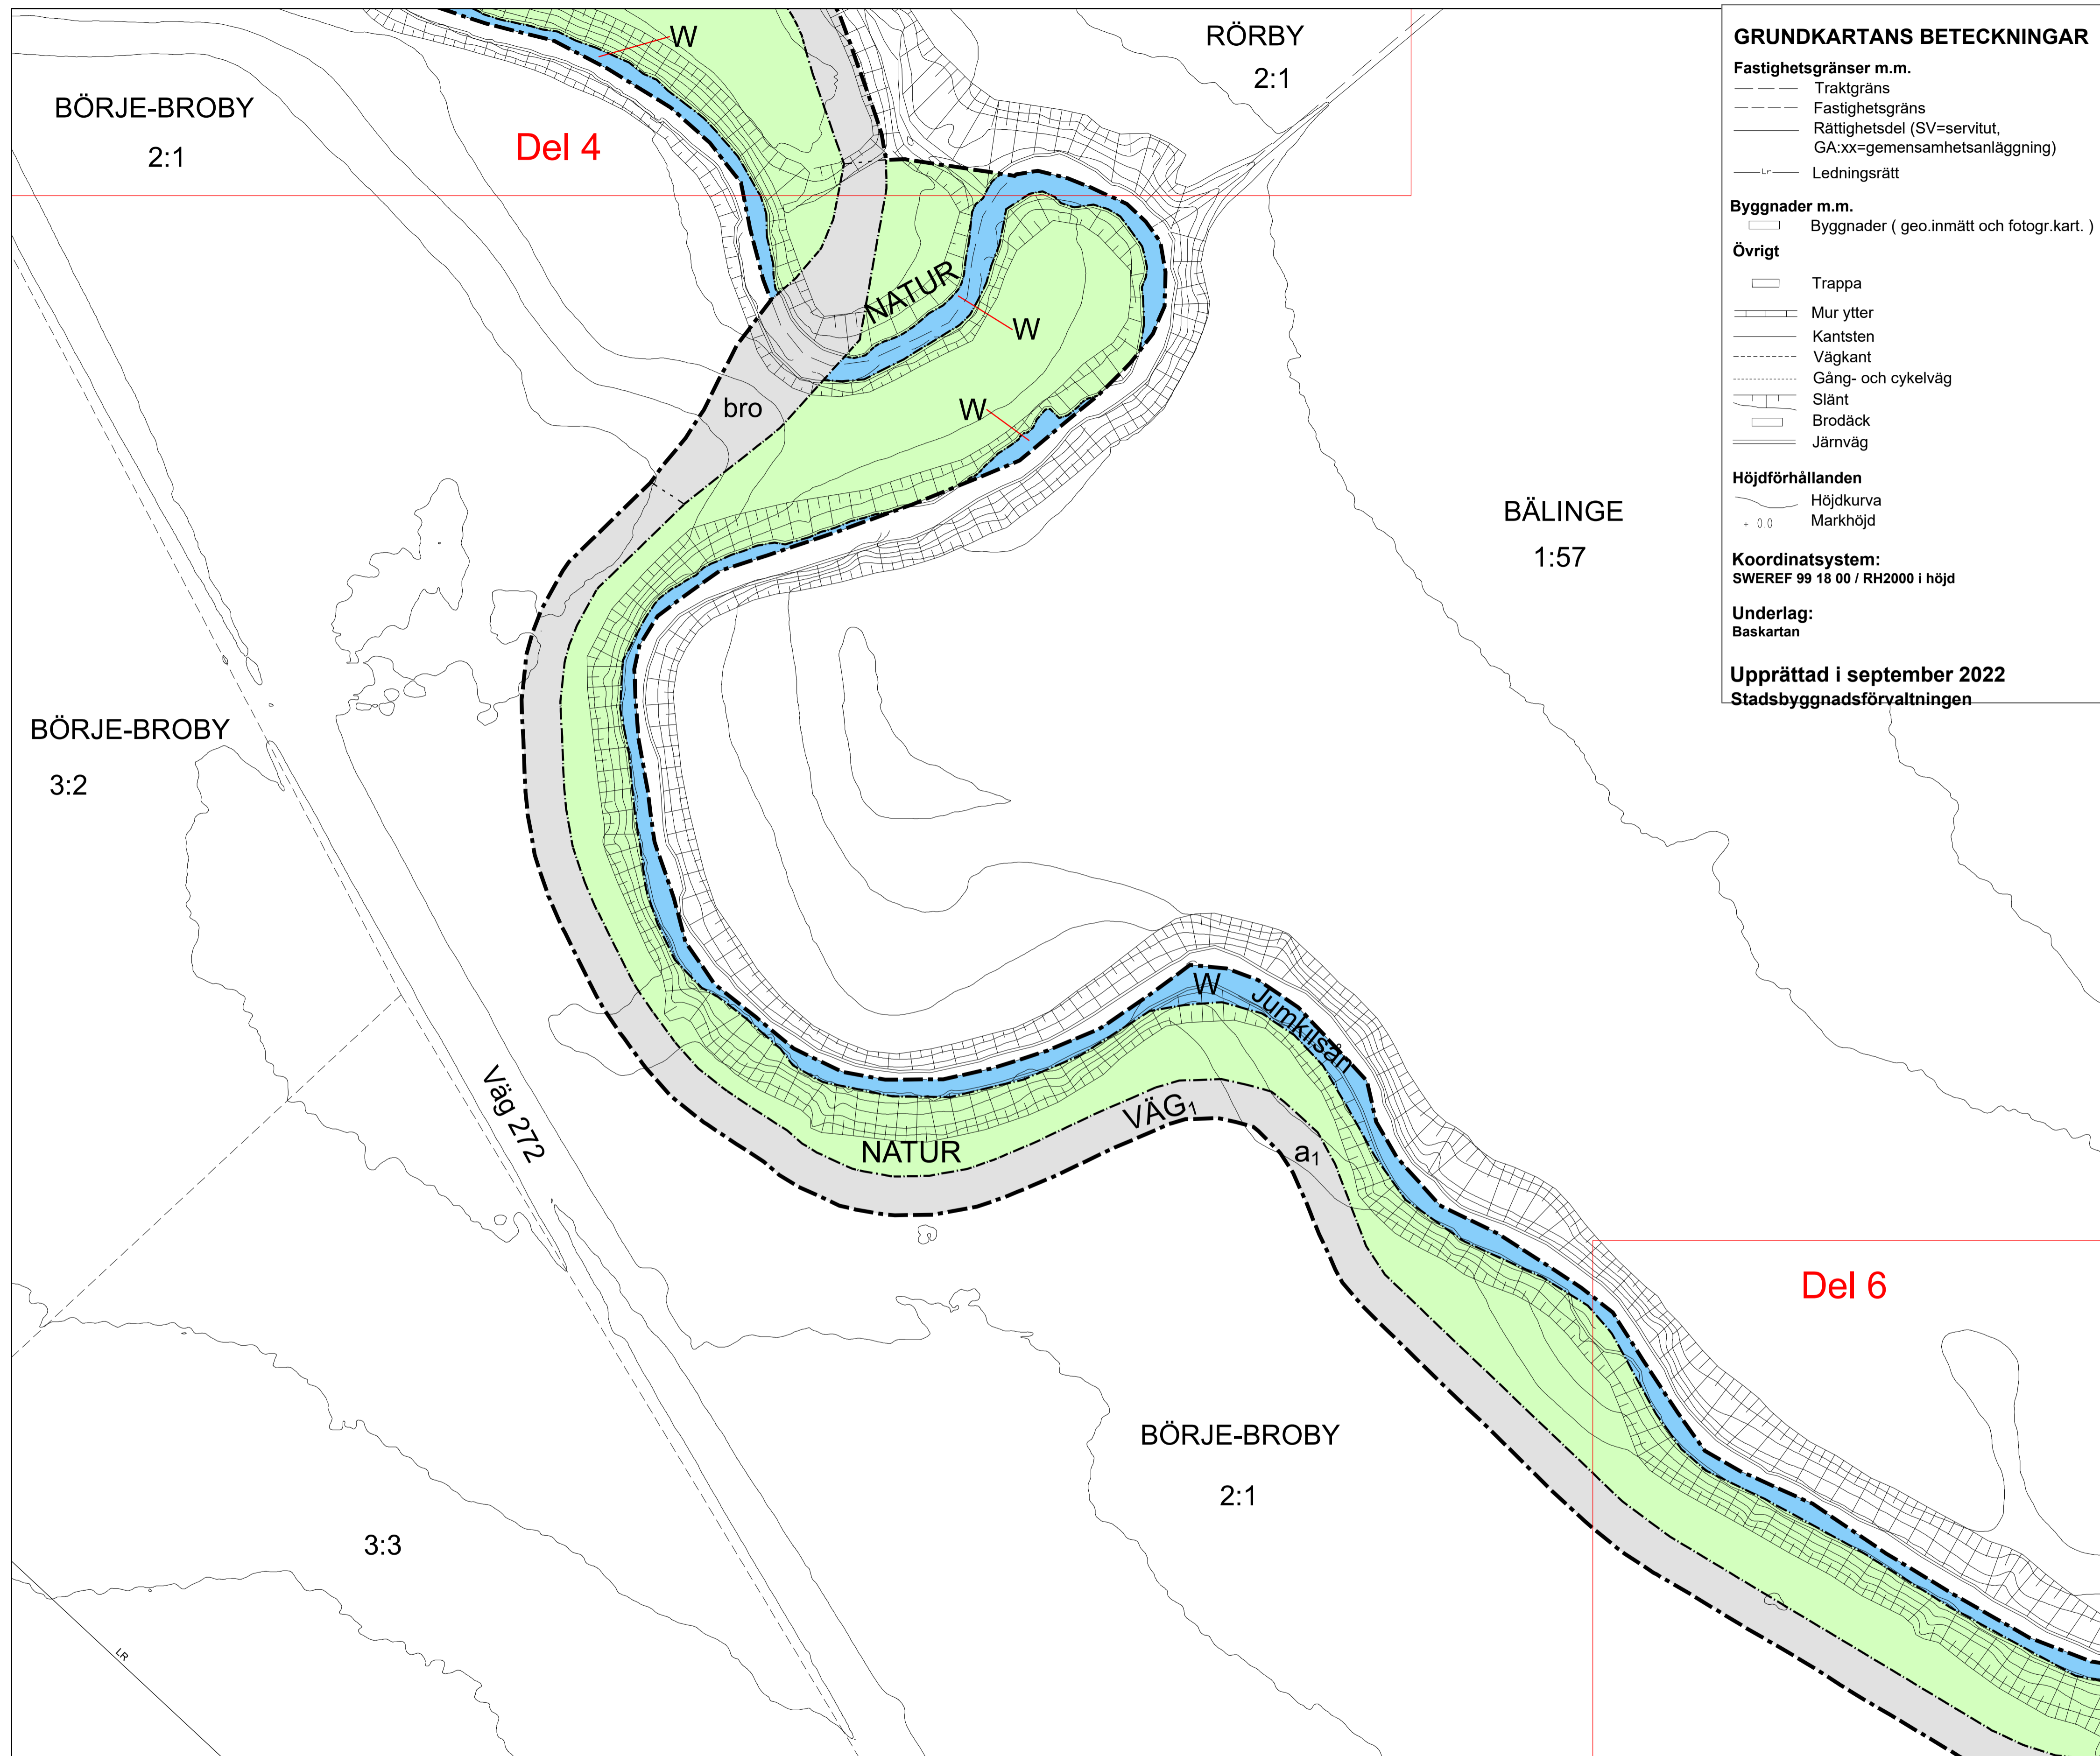 W
RÖRBY
2:1
BÖRJE-BROBY
2:1
Del 4
NATUR
W
W
bro
BÄLINGE
1:57
BÖRJE-BROBY
3:2
W
Jumkilsån
Väg 272
VÄG1
a1
NATUR
Del 6
BÖRJE-BROBY
2:1
3:3
LR
GRUNDKARTANS BETECKNINGAR
Fastighetsgränser m.m.
Traktgräns
Fastighetsgräns
Rättighetsdel (SV=servitut,
GA:xx=gemensamhetsanläggning)
Lr Ledningsrätt
Byggnader m.m.
Byggnader ( geo.inmätt och fotogr.kart. )
Övrigt
Trappa
Mur ytter
Kantsten
Vägkant
Gång- och cykelväg
Slänt
Brodäck
Järnväg
Höjdförhållanden
Höjdkurva
+ 0.0 Markhöjd
Koordinatsystem:
SWEREF 99 18 00 / RH2000 i höjd
Underlag:
Baskartan
Upprättad i september 2022
Stadsbyggnadsförvaltningen